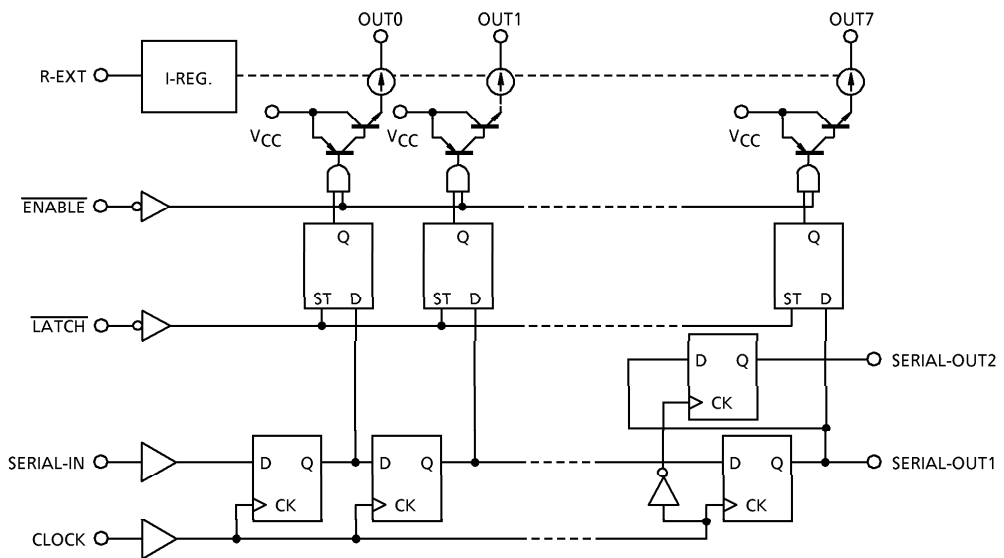 OUT0 OUT1 OUT7
R-EXT I-REG.
VCC VCC VCC
ENABLE
Q Q Q
ST D ST D ST D
LATCH
D Q SERIAL-OUT2
CK
SERIAL-IN D Q D Q D Q SERIAL-OUT1
CK CK CK
CLOCK